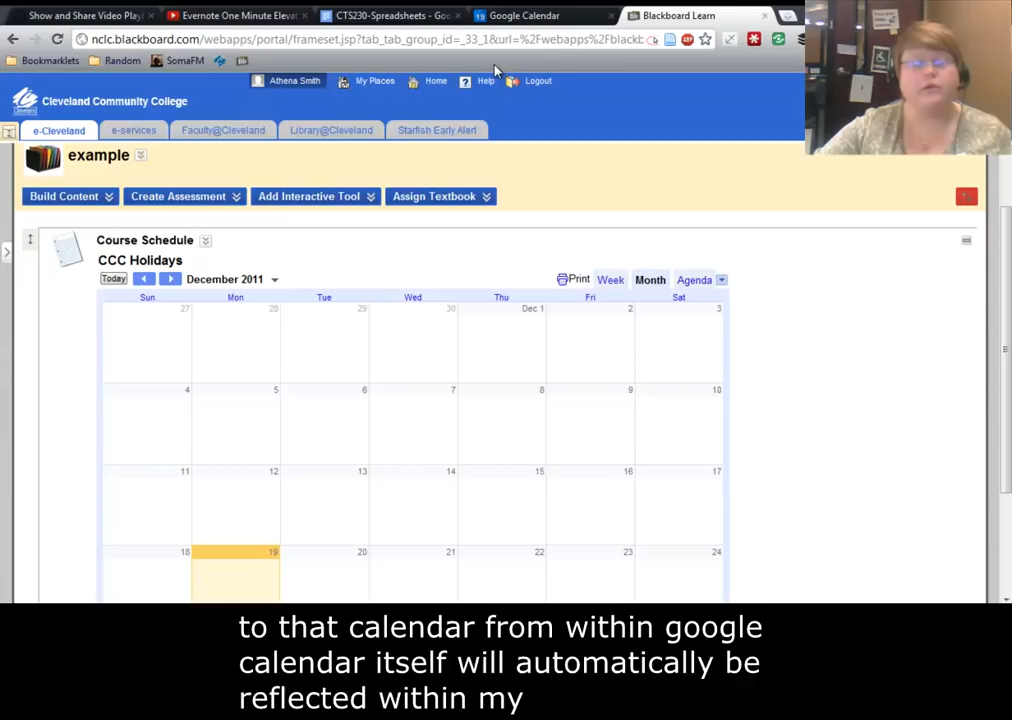 Show and Share Video Play
Evernote One Minute Eleva
CTS230-Spreadsheets - Goo
Google Calendar
Blackboard Learn
nclc.blackboard.com/webapps/portal/frameset.jsp?tab_tab_group_id=_33_1&url=%2Fwebapps%2Fblackb
Bookmarklets
Random
SomaFM
Athena Smith
My Places
Home
Help
Logout
Cleveland Community College
e-Cleveland
e-services
Faculty@Cleveland
Library@Cleveland
Starfish Early Alert
example
Build Content
Create Assessment
Add Interactive Tool
Assign Textbook
Course Schedule
CCC Holidays
Today
December 2011
Print
Week
Month
Agenda
Sun Mon Tue Wed Thu Fri Sat
27 28 29 30 Dec 1 2 3
4 5 6 7 8 9 10
11 12 13 14 15 16 17
18 19 20 21 22 23 24
to that calendar from within google
calendar itself will automatically be
reflected within my